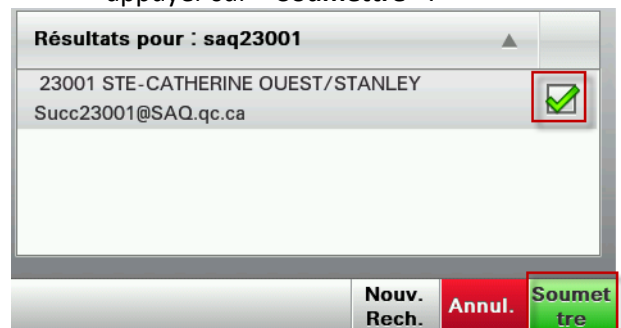 appuyer sur « Soumettre » .
Résultats pour : saq23001
23001 STE-CATHERINE OUEST/STANLEY
Succ23001@SAQ.qc.ca
Nouv.
Rech.
Annul.
Soumet
tre